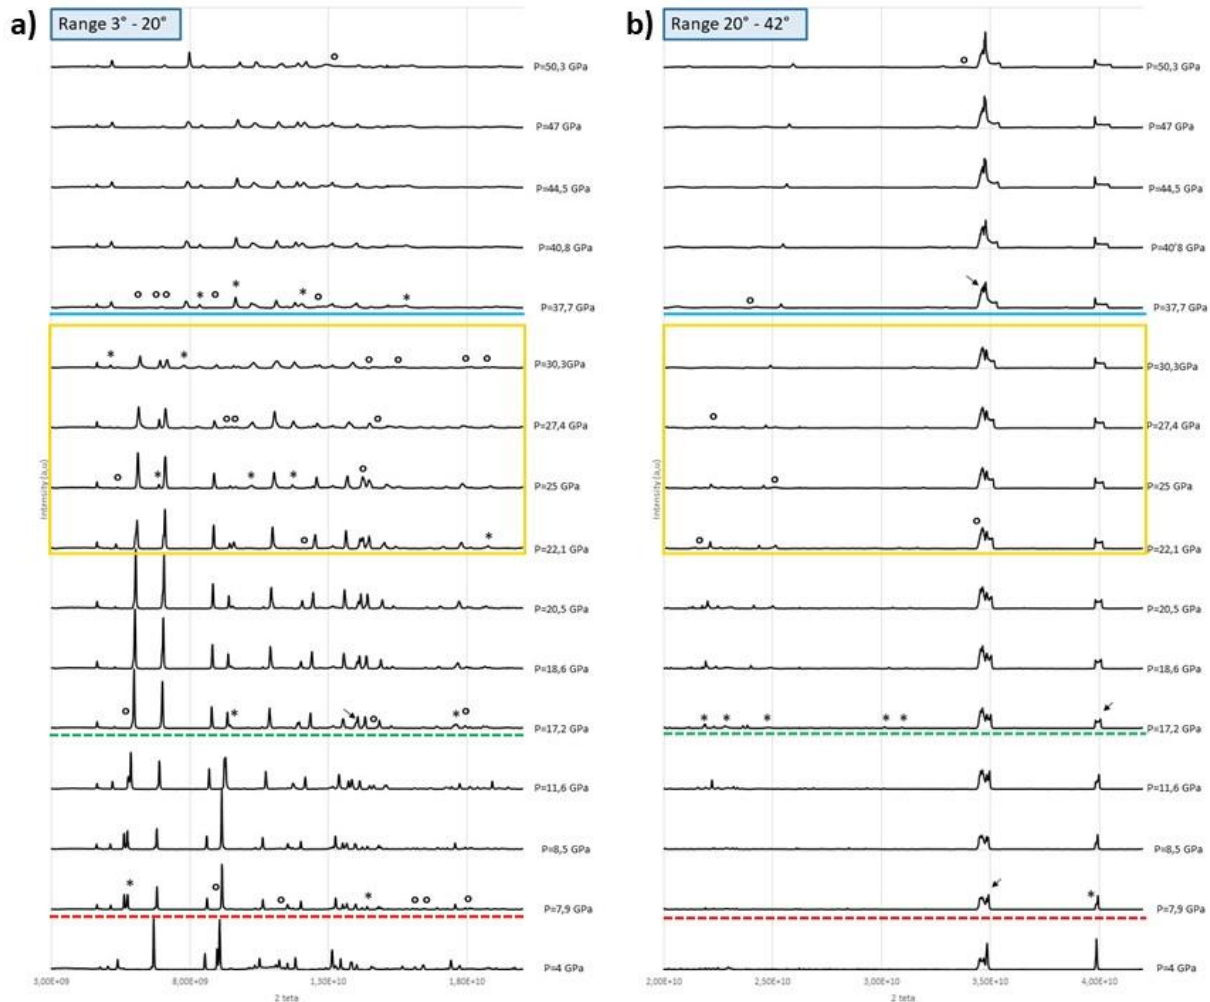 a)
Range 3° - 20°
P=50,3 GPa
P=47 GPa
P=44,5 GPa
P=40,8 GPa
P=37,7 GPa
P=30,3GPa
P=27,4 GPa
P=25 GPa
P=22,1 GPa
P=20,5 GPa
P=18,6 GPa
P=17,2 GPa
P=11,6 GPa
P=8,5 GPa
P=7,9 GPa
P=4 GPa
Intensity (a,u)
3,00E+09 8,00E+09 1,30E+10 1,80E+10
2 teta
b)
Range 20° - 42°
P=50,3 GPa
P=47 GPa
P=44,5 GPa
P=40'8 GPa
P=37,7 GPa
P=30,3GPa
P=27,4 GPa
P=25 GPa
P=22,1 GPa
P=20,5 GPa
P=18,6 GPa
P=17,2 GPa
P=11,6 GPa
P=8,5 GPa
P=7,9 GPa
P=4 GPa
Intensity (a,u)
2,00E+10 2,50E+10 3,00E+10 3,50E+10 4,00E+10
2 teta